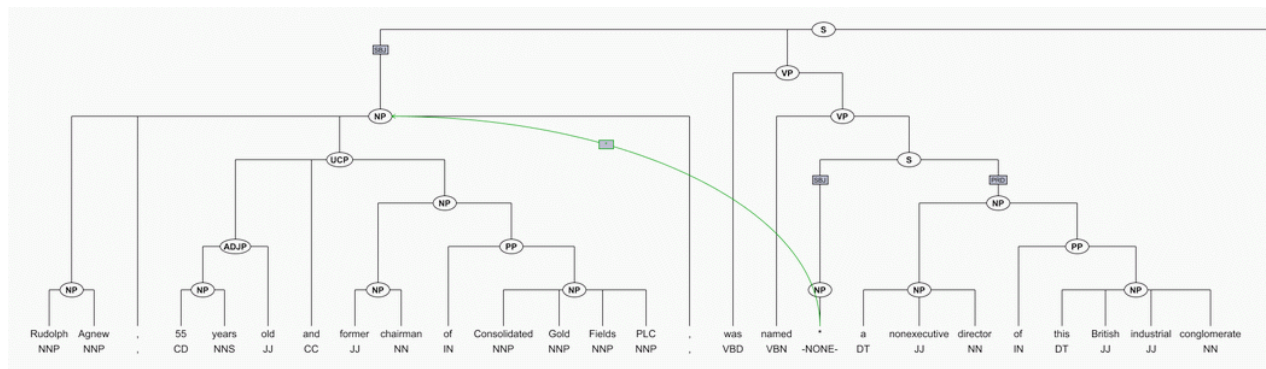 S
SBJ
VP
NP
VP
*
UCP
S
SBJ
PRD
NP
NP
ADJP
PP
PP
NP
NP
NP
NP
NP
NP
NP
Rudolph Agnew , 55 years old and former chairman of Consolidated Gold Fields PLC , was named * a nonexecutive director of this British industrial conglomerate
NNP NNP , CD NNS JJ CC JJ NN IN NNP NNP NNP NNP , VBD VBN -NONE- DT JJ NN IN DT JJ JJ NN